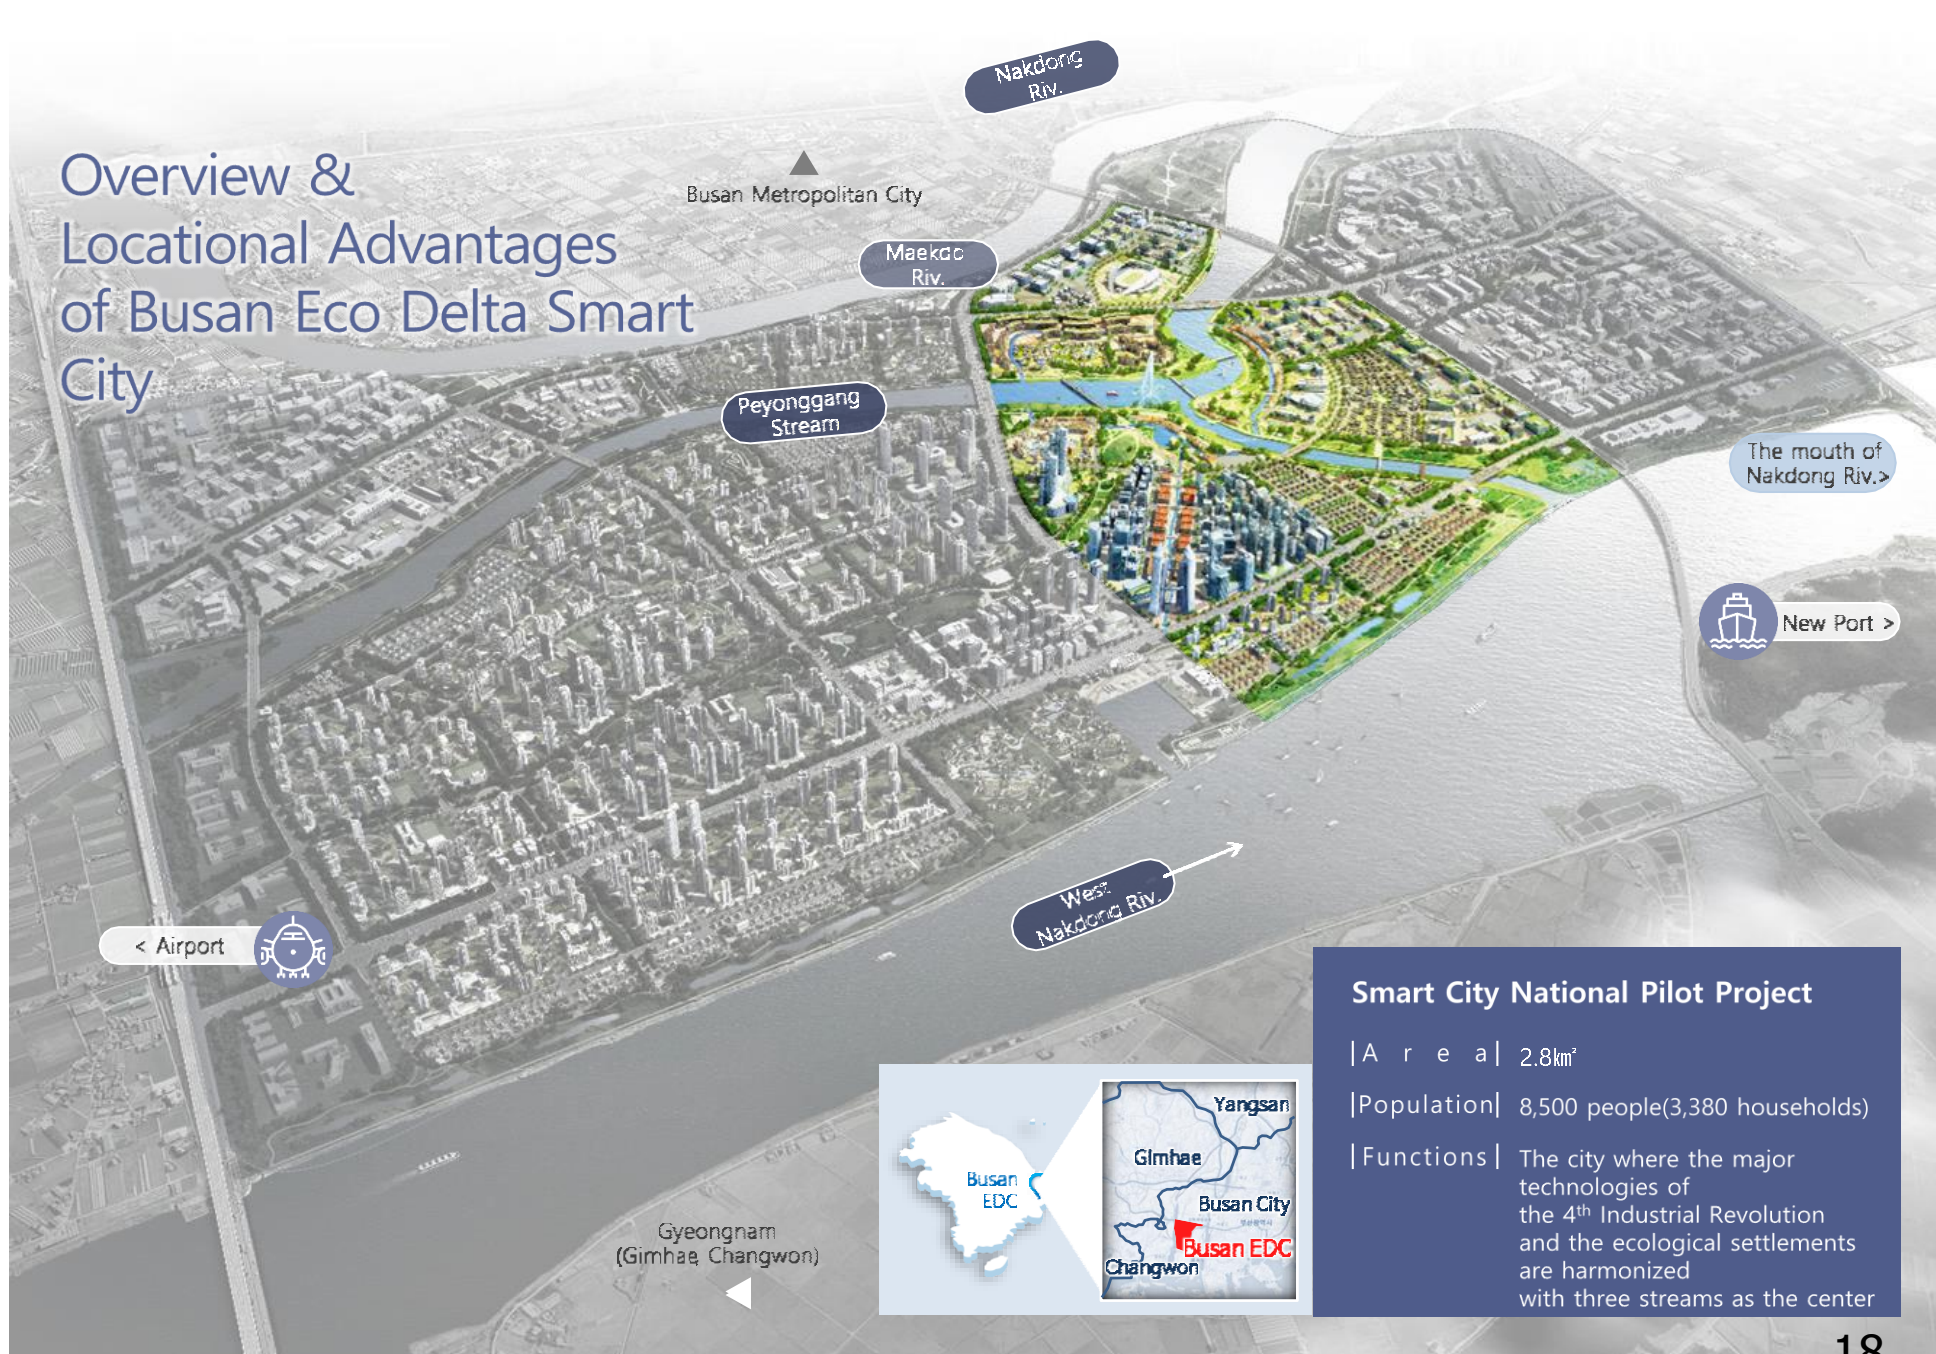 Nakdong
Riv.
Overview &
Locational Advantages
of Busan Eco Delta Smart
City
Busan Metropolitan City
Maekdo
Riv.
Peyonggang
Stream
The mouth of
Nakdong Riv.>
New Port >
West
Nakdong Riv.
< Airport
Smart City National Pilot Project
|A r e a| 2.8㎢
|Population| 8,500 people(3,380 households)
|Functions| The city where the major
technologies of
the 4th Industrial Revolution
and the ecological settlements
are harmonized
with three streams as the center
Yangsan
Gimhae
Busan
EDC
Busan City
Busan EDC
Changwon
Gyeongnam
(Gimhae, Changwon)
18